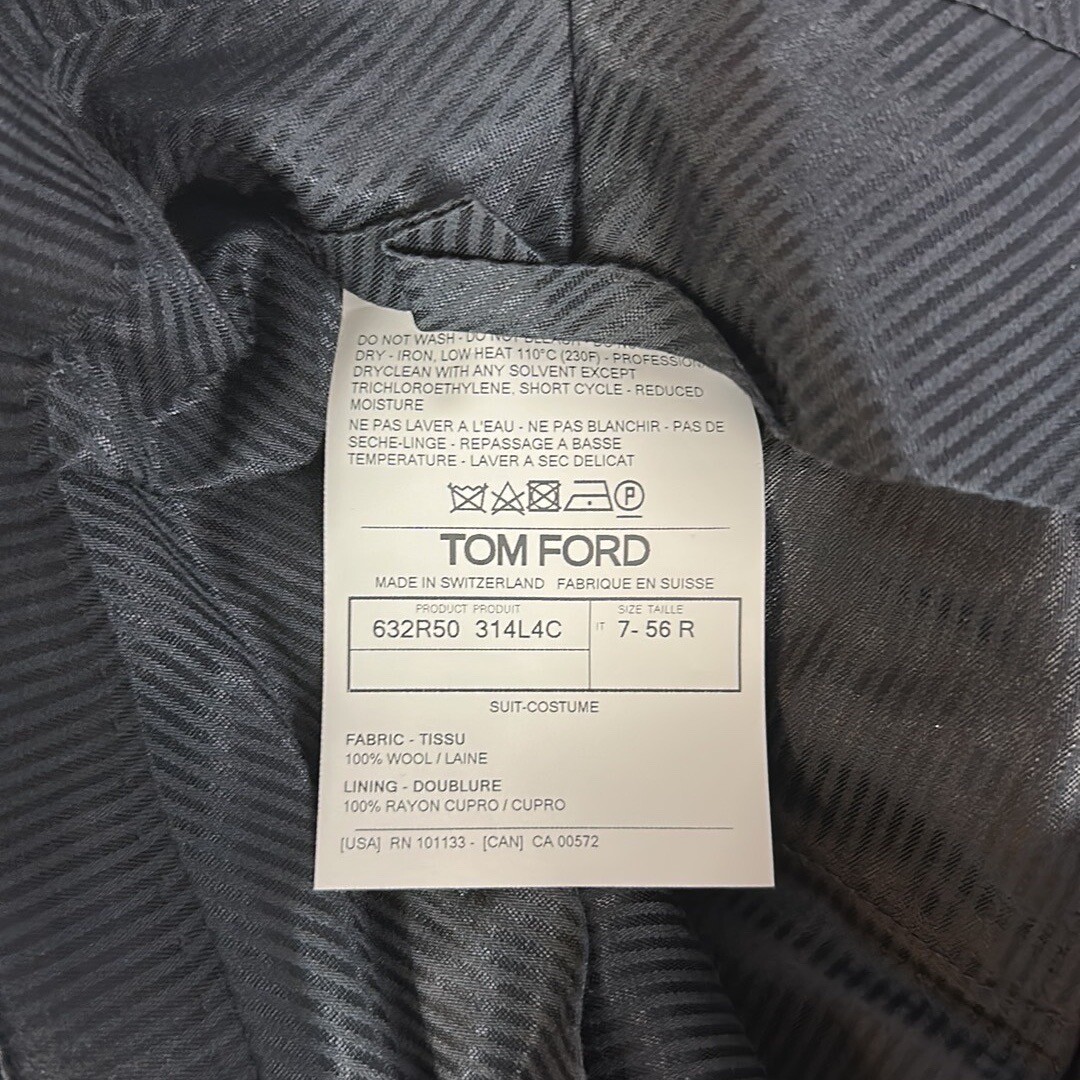 DO NOT WASH - DO NOT BLEACH -
DRY - IRON, LOW HEAT 110°C (230F) -
DRYCLEAN WITH ANY SOLVENT EXCEPT
TRICHLOROETHYLENE, SHORT CYCLE - REDUCED
MOISTURE
NE PAS LAVER A L'EAU - NE PAS BLANCHIR - PAS DE
SECHE-LINGE - REPASSAGE A BASSE
TEMPERATURE - LAVER A SEC DELICAT
P
TOM FORD
MADE IN SWITZERLAND FABRIQUE EN SUISSE
PRODUCT PRODUIT SIZE TAILLE
632R50 314L4C IT 7- 56 R
SUIT-COSTUME
FABRIC - TISSU
100% WOOL / LAINE
LINING - DOUBLURE
100% RAYON CUPRO / CUPRO
[USA] RN 101133 - [CAN] CA 00572